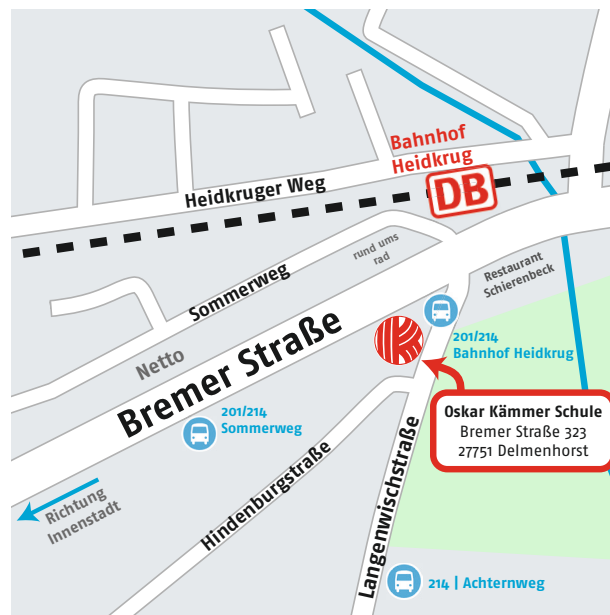 Bahnhof
Heidkrug
DB
Heidkruger Weg
rund ums
rad
Restaurant
Schierenbeck
Sommerweg
201/214
Bahnhof Heidkrug
Netto
Bremer Straße
Oskar Kämmer Schule
Bremer Straße 323
27751 Delmenhorst
201/214
Sommerweg
Hindenburgstraße
Langenwischstraße
Richtung
Innenstadt
214 | Achternweg